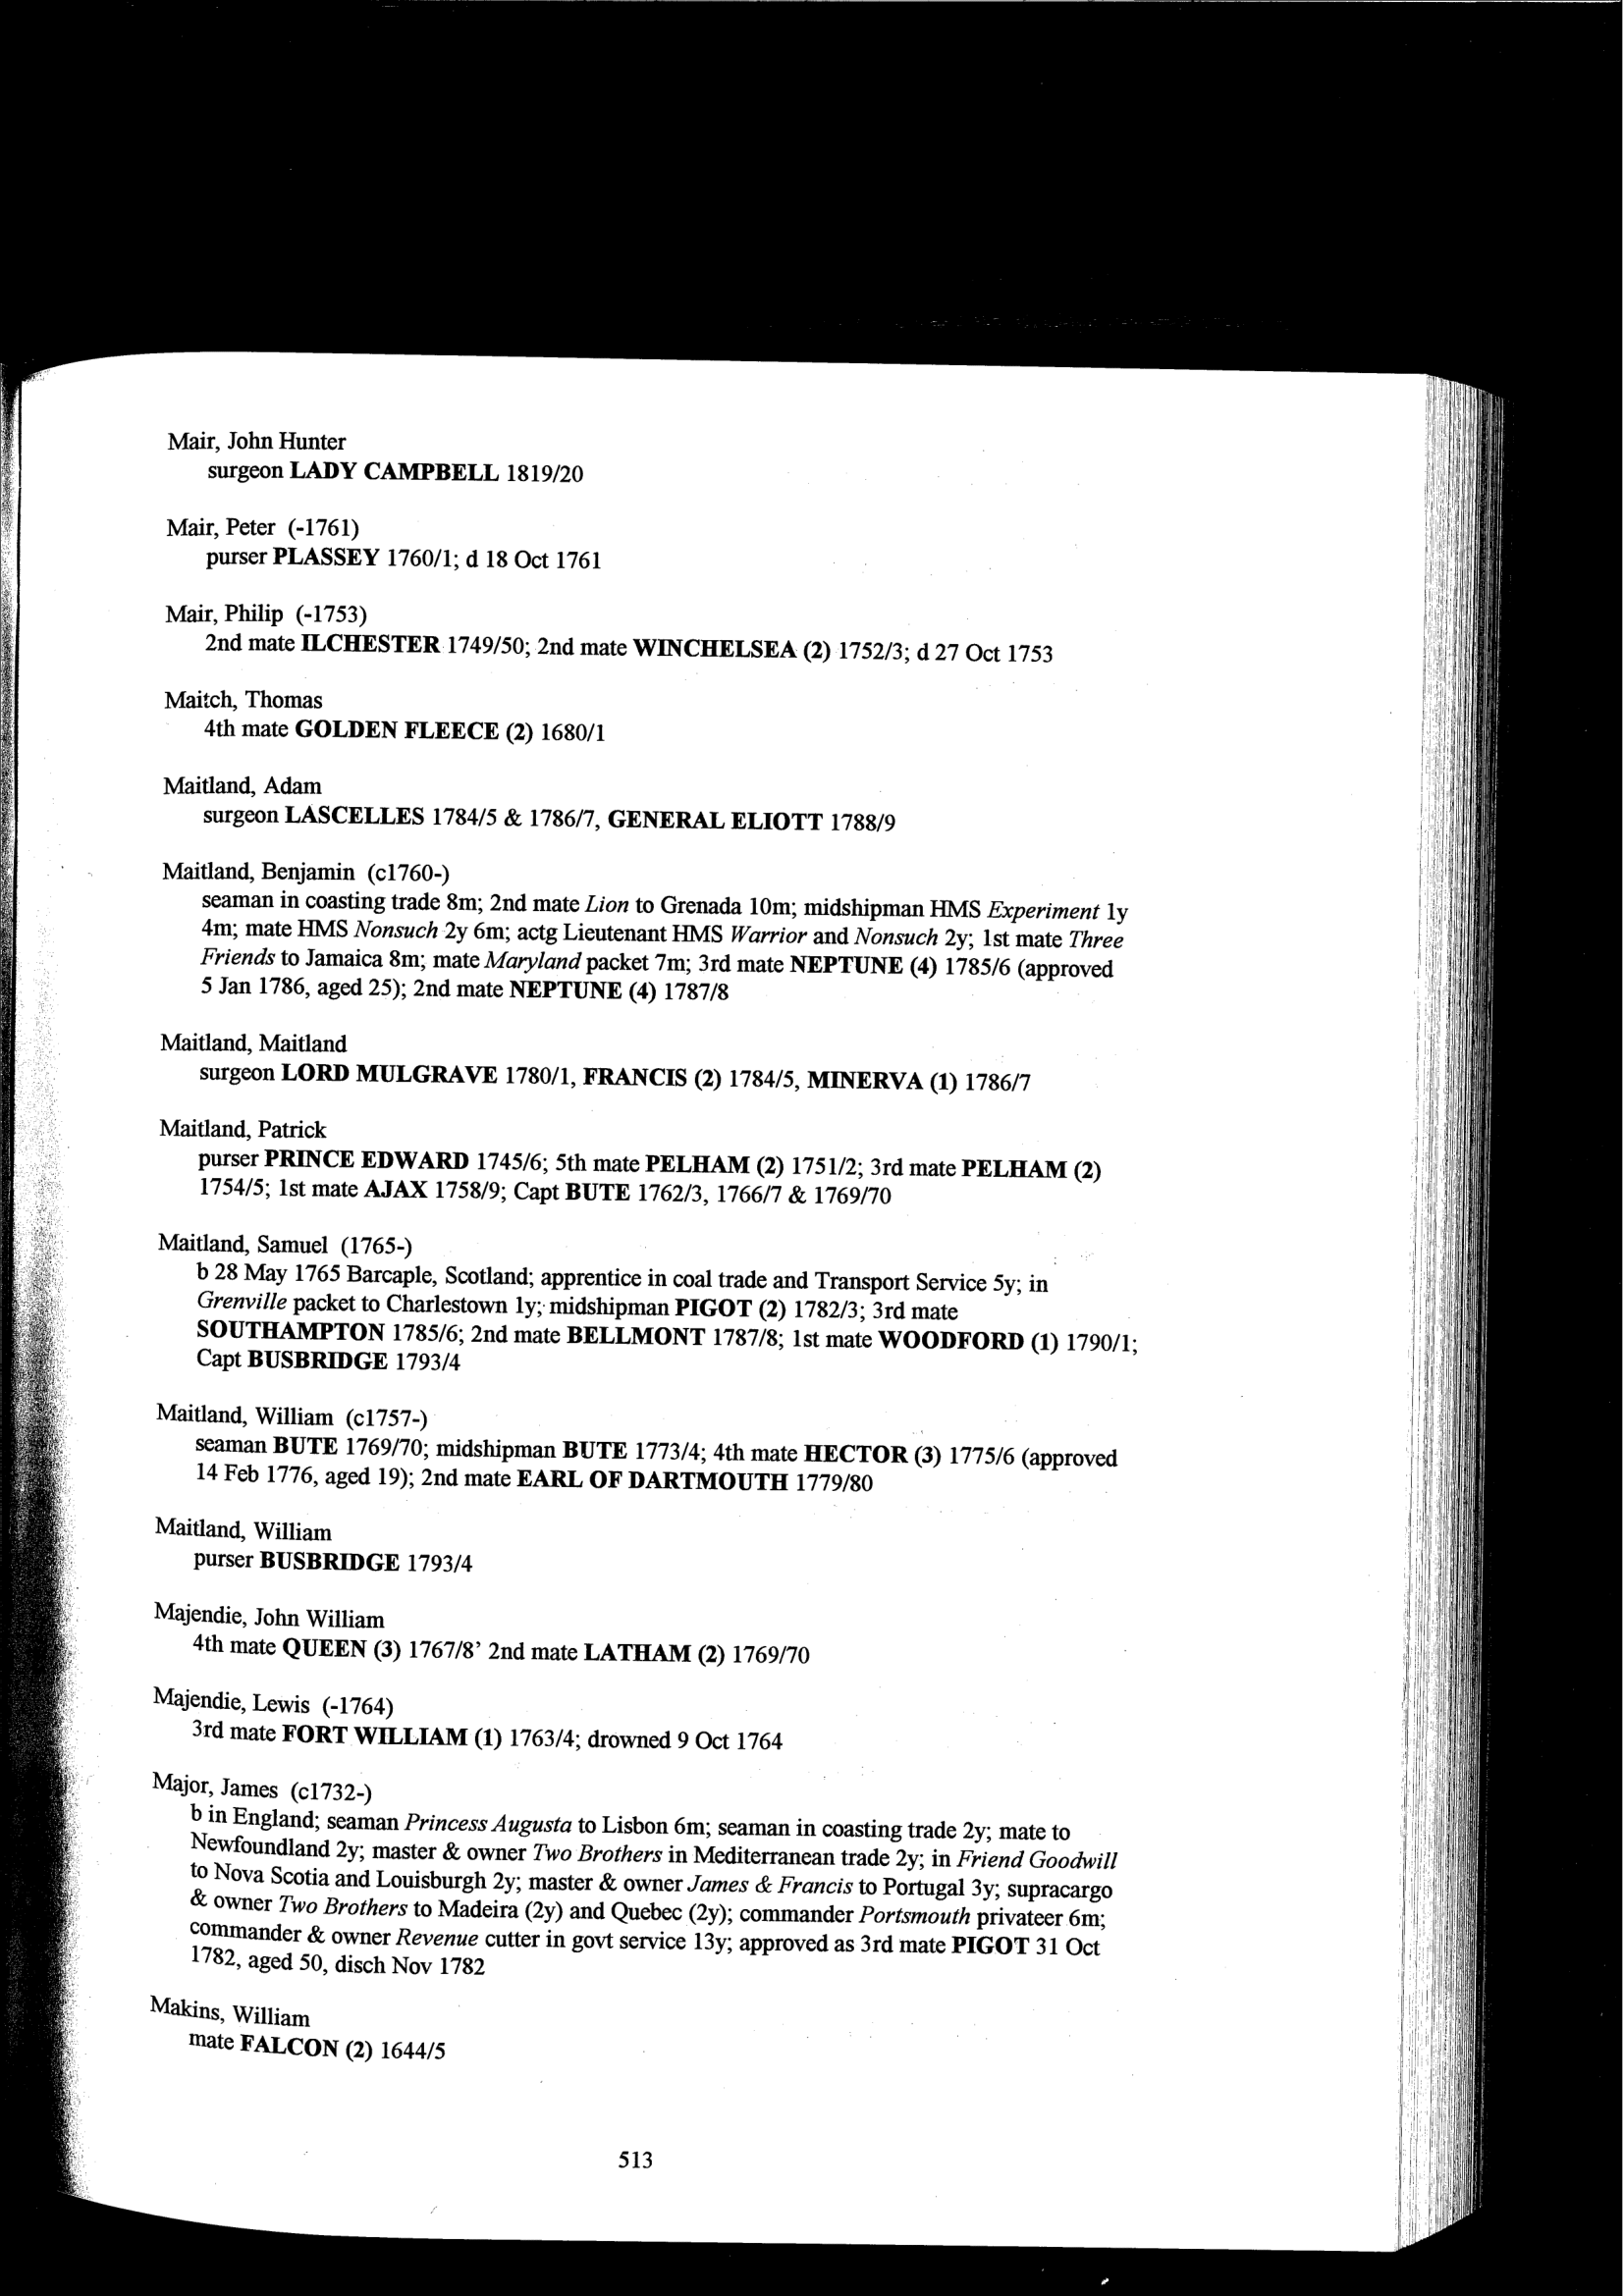 Mair, John Hunter
surgeon LADY CAMPBELL 1819/20
Mair, Peter (-1761)
purser PLASSEY 1760/1; d 18 Oct 1761
Mair, Philip (-1753)
2nd mate ILCHESTER 1749/50; 2nd mate WINCHELSEA (2) 1752/3; d 27 Oct 1753
Maitch, Thomas
4th mate GOLDEN FLEECE (2) 1680/1
Maitland, Adam
surgeon LASCELLES 1784/5 & 1786/7, GENERAL ELIOTT 1788/9
Maitland, Benjamin (c1760-)
seaman in coasting trade 8m; 2nd mate Lion to Grenada 10m; midshipman HMS Experiment 1y
4m; mate HMS Nonsuch 2y 6m; actg Lieutenant HMS Warrior and Nonsuch 2y; 1st mate Three
Friends to Jamaica 8m; mate Maryland packet 7m; 3rd mate NEPTUNE (4) 1785/6 (approved
5 Jan 1786, aged 25); 2nd mate NEPTUNE (4) 1787/8
Maitland, Maitland
surgeon LORD MULGRAVE 1780/1, FRANCIS (2) 1784/5, MINERVA (1) 1786/7
Maitland, Patrick
purser PRINCE EDWARD 1745/6; 5th mate PELHAM (2) 1751/2; 3rd mate PELHAM (2)
1754/5; 1st mate AJAX 1758/9; Capt BUTE 1762/3, 1766/7 & 1769/70
Maitland, Samuel (1765-)
b 28 May 1765 Barcaple, Scotland; apprentice in coal trade and Transport Service 5y; in
Grenville packet to Charlestown 1y; midshipman PIGOT (2) 1782/3; 3rd mate
SOUTHAMPTON 1785/6; 2nd mate BELLMONT 1787/8; 1st mate WOODFORD (1) 1790/1;
Capt BUSBRIDGE 1793/4
Maitland, William (c1757-)
seaman BUTE 1769/70; midshipman BUTE 1773/4; 4th mate HECTOR (3) 1775/6 (approved
14 Feb 1776, aged 19); 2nd mate EARL OF DARTMOUTH 1779/80
Maitland, William
purser BUSBRIDGE 1793/4
Majendie, John William
4th mate QUEEN (3) 1767/8’ 2nd mate LATHAM (2) 1769/70
Majendie, Lewis (-1764)
3rd mate FORT WILLIAM (1) 1763/4; drowned 9 Oct 1764
Major, James (c1732-)
b in England; seaman Princess Augusta to Lisbon 6m; seaman in coasting trade 2y; mate to
Newfoundland 2y; master & owner Two Brothers in Mediterranean trade 2y; in Friend Goodwill
to Nova Scotia and Louisburgh 2y; master & owner James & Francis to Portugal 3y; supracargo
& owner Two Brothers to Madeira (2y) and Quebec (2y); commander Portsmouth privateer 6m;
commander & owner Revenue cutter in govt service 13y; approved as 3rd mate PIGOT 31 Oct
1782, aged 50, disch Nov 1782
Makins, William
mate FALCON (2) 1644/5
513